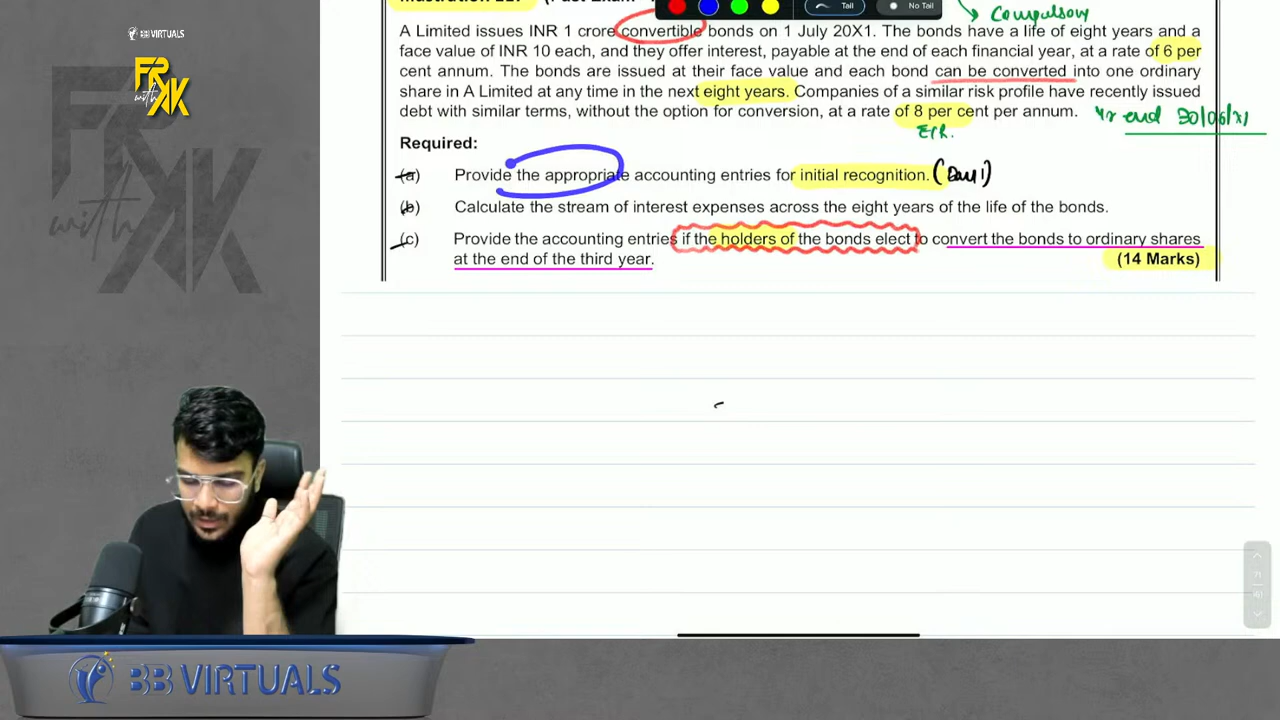 Tail
No Tail
Compulsory
A Limited issues INR 1 crore convertible bonds on 1 July 20X1. The bonds have a life of eight years and a
face value of INR 10 each, and they offer interest, payable at the end of each financial year, at a rate of 6 per
cent annum. The bonds are issued at their face value and each bond can be converted into one ordinary
share in A Limited at any time in the next eight years. Companies of a similar risk profile have recently issued
debt with similar terms, without the option for conversion, at a rate of 8 per cent per annum.
Yr end 30/06/X1
EIR.
Required:
(a) Provide the appropriate accounting entries for initial recognition. (Day 1)
(b) Calculate the stream of interest expenses across the eight years of the life of the bonds.
(c) Provide the accounting entries if the holders of the bonds elect to convert the bonds to ordinary shares
at the end of the third year. (14 Marks)
BB VIRTUALS
FR
with
AK
FR
with
AK
BB VIRTUALS